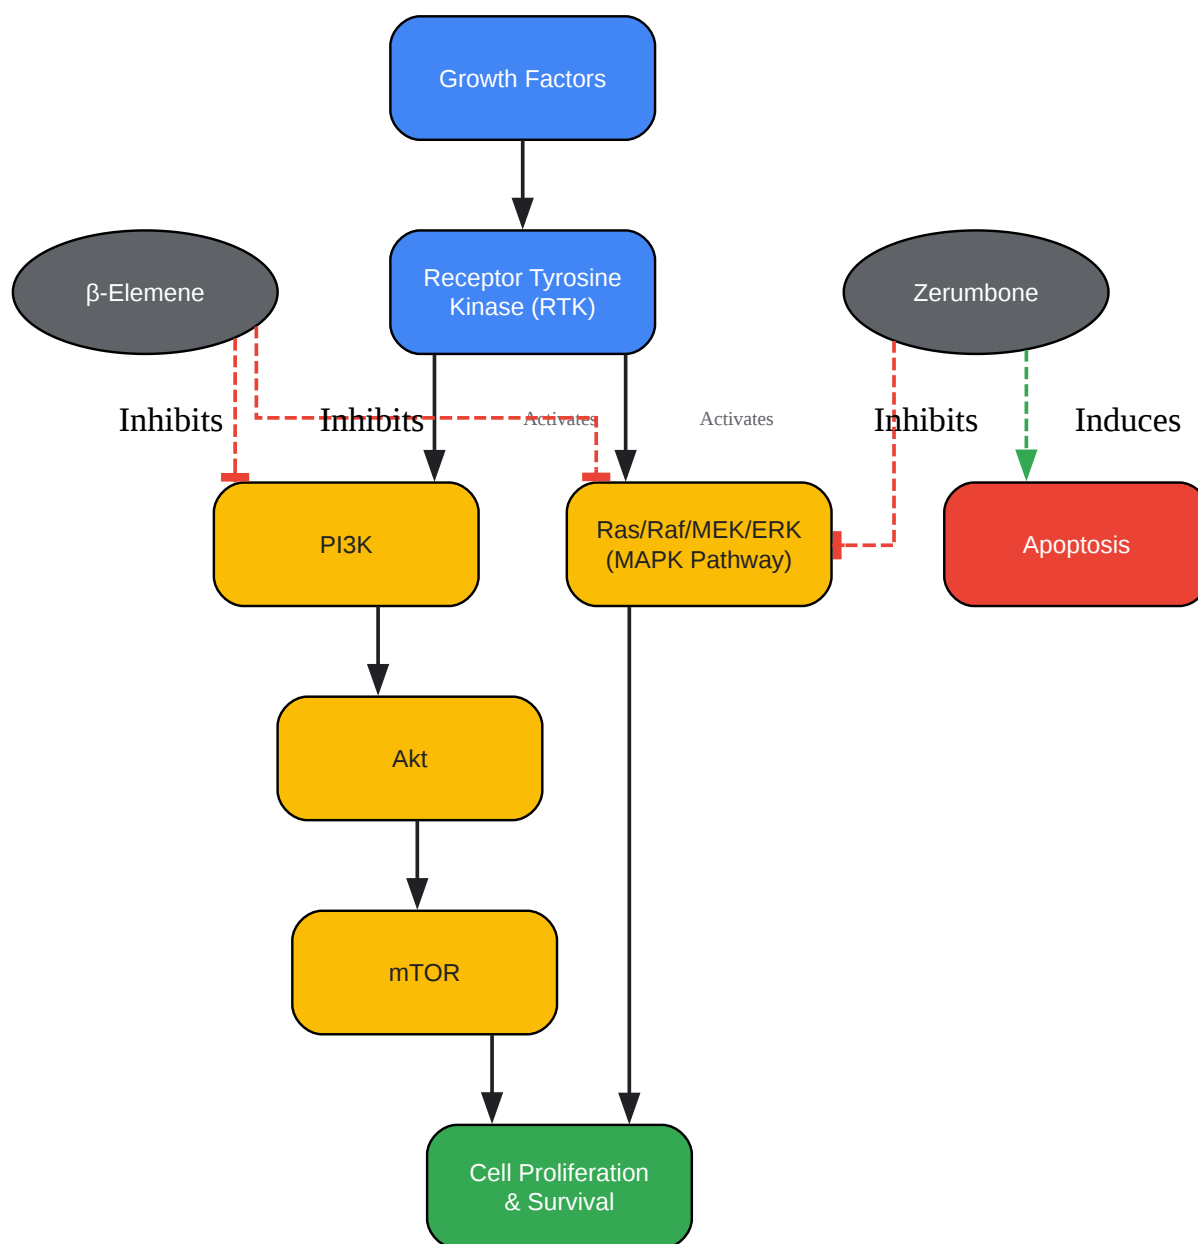 Growth Factors
Receptor Tyrosine
Kinase (RTK)
β-Elemene
Zerumbone
Inhibits
Inhibits
Activates
Activates
Inhibits
Induces
PI3K
Ras/Raf/MEK/ERK
(MAPK Pathway)
Apoptosis
Akt
mTOR
Cell Proliferation
& Survival